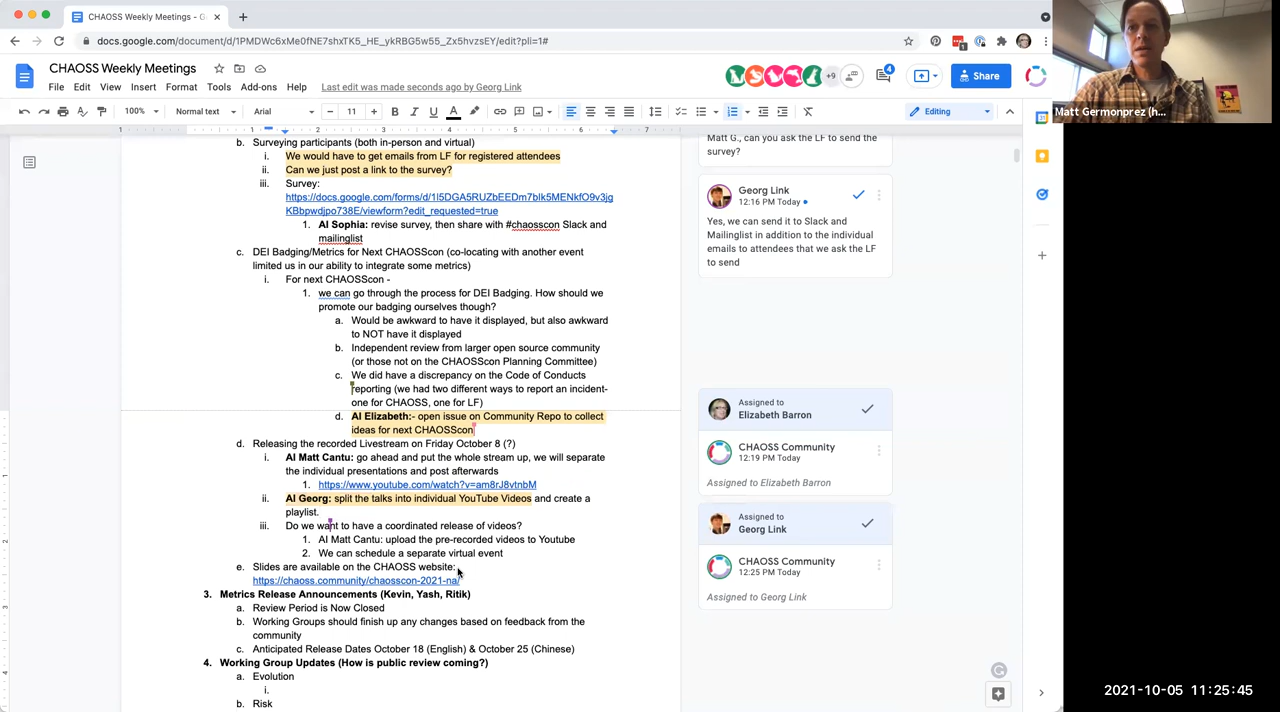 CHAOSS Weekly Meetings - G
docs.google.com/document/d/1PMDWc6xMe0fNE7shxTK5_HE_ykRBG5w55_Zx5hvzsEY/edit?pli=1#
CHAOSS Weekly Meetings
File Edit View Insert Format Tools Add-ons Help Last edit was made seconds ago by Georg Link
+9
4
Share
100% Normal text Arial 11 Editing
1 1 2 3 4 5 6 7
b. Surveying participants (both in-person and virtual)
i. We would have to get emails from LF for registered attendees
ii. Can we just post a link to the survey?
iii. Survey:
https://docs.google.com/forms/d/1I5DGA5RUZbEEDm7bIk5MENkfO9v3jg
KBbpwdjpo738E/viewform?edit_requested=true
1. AI Sophia: revise survey, then share with #chaosscon Slack and
mailinglist
c. DEI Badging/Metrics for Next CHAOSScon (co-locating with another event
limited us in our ability to integrate some metrics)
i. For next CHAOSScon -
1. we can go through the process for DEI Badging. How should we
promote our badging ourselves though?
a. Would be awkward to have it displayed, but also awkward
to NOT have it displayed
b. Independent review from larger open source community
(or those not on the CHAOSScon Planning Committee)
c. We did have a discrepancy on the Code of Conducts
reporting (we had two different ways to report an incident-
one for CHAOSS, one for LF)
d. AI Elizabeth:- open issue on Community Repo to collect
ideas for next CHAOSScon
d. Releasing the recorded Livestream on Friday October 8 (?)
i. AI Matt Cantu: go ahead and put the whole stream up, we will separate
the individual presentations and post afterwards
1. https://www.youtube.com/watch?v=am8rJ8vtnbM
ii. AI Georg: split the talks into individual YouTube Videos and create a
playlist.
iii. Do we want to have a coordinated release of videos?
1. AI Matt Cantu: upload the pre-recorded videos to Youtube
2. We can schedule a separate virtual event
e. Slides are available on the CHAOSS website:
https://chaoss.community/chaosscon-2021-na/
3. Metrics Release Announcements (Kevin, Yash, Ritik)
a. Review Period is Now Closed
b. Working Groups should finish up any changes based on feedback from the
community
c. Anticipated Release Dates October 18 (English) & October 25 (Chinese)
4. Working Group Updates (How is public review coming?)
a. Evolution
i.
b. Risk
Matt G., can you ask the LF to send the
survey?
Georg Link
12:16 PM Today
Yes, we can send it to Slack and
Mailinglist in addition to the individual
emails to attendees that we ask the LF
to send
Assigned to
Elizabeth Barron
CHAOSS Community
12:19 PM Today
Assigned to Elizabeth Barron
Assigned to
Georg Link
CHAOSS Community
12:25 PM Today
Assigned to Georg Link
Matt Germonprez (h...
2021-10-05 11:25:45